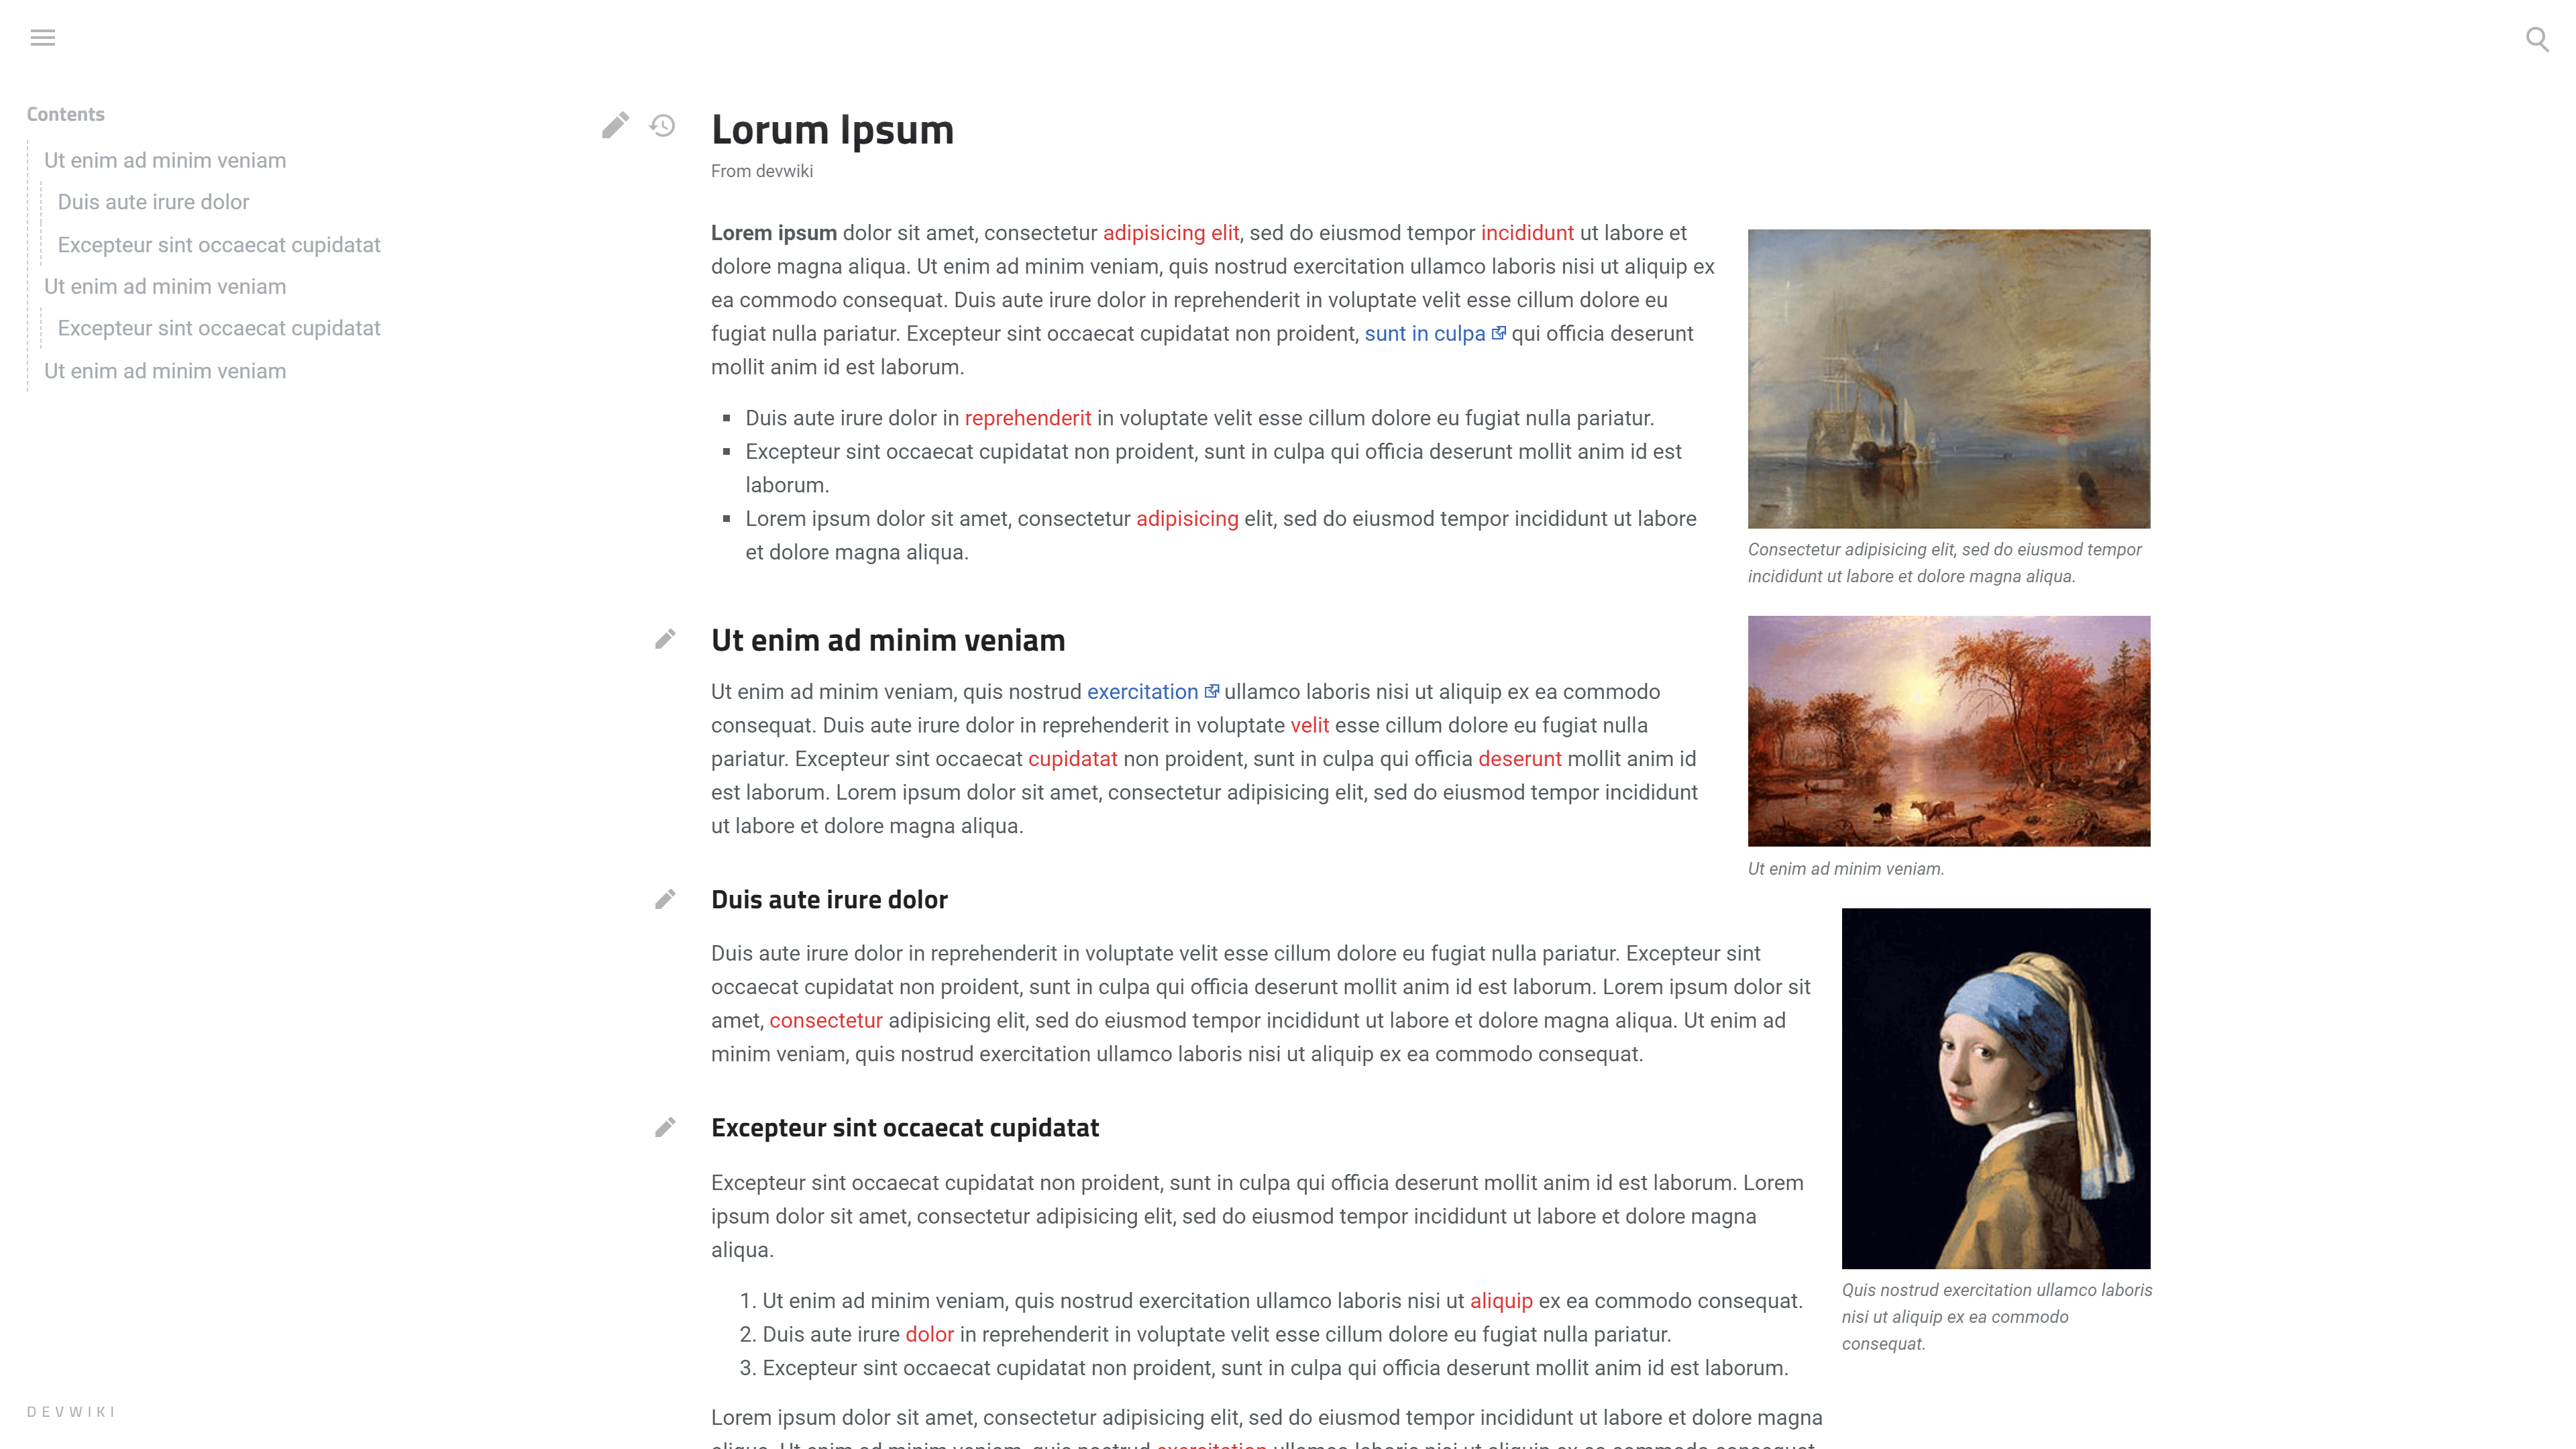 Contents
Ut enim ad minim veniam
Duis aute irure dolor
Excepteur sint occaecat cupidatat
Ut enim ad minim veniam
Excepteur sint occaecat cupidatat
Ut enim ad minim veniam
DEVWIKI
Lorum Ipsum
From devwiki
Lorem ipsum dolor sit amet, consectetur adipisicing elit, sed do eiusmod tempor incididunt ut labore et
dolore magna aliqua. Ut enim ad minim veniam, quis nostrud exercitation ullamco laboris nisi ut aliquip ex
ea commodo consequat. Duis aute irure dolor in reprehenderit in voluptate velit esse cillum dolore eu
fugiat nulla pariatur. Excepteur sint occaecat cupidatat non proident, sunt in culpa qui officia deserunt
mollit anim id est laborum.
Duis aute irure dolor in reprehenderit in voluptate velit esse cillum dolore eu fugiat nulla pariatur.
Excepteur sint occaecat cupidatat non proident, sunt in culpa qui officia deserunt mollit anim id est
laborum.
Lorem ipsum dolor sit amet, consectetur adipisicing elit, sed do eiusmod tempor incididunt ut labore
et dolore magna aliqua.
Consectetur adipisicing elit, sed do eiusmod tempor
incididunt ut labore et dolore magna aliqua.
Ut enim ad minim veniam
Ut enim ad minim veniam, quis nostrud exercitation ullamco laboris nisi ut aliquip ex ea commodo
consequat. Duis aute irure dolor in reprehenderit in voluptate velit esse cillum dolore eu fugiat nulla
pariatur. Excepteur sint occaecat cupidatat non proident, sunt in culpa qui officia deserunt mollit anim id
est laborum. Lorem ipsum dolor sit amet, consectetur adipisicing elit, sed do eiusmod tempor incididunt
ut labore et dolore magna aliqua.
Ut enim ad minim veniam.
Duis aute irure dolor
Duis aute irure dolor in reprehenderit in voluptate velit esse cillum dolore eu fugiat nulla pariatur. Excepteur sint
occaecat cupidatat non proident, sunt in culpa qui officia deserunt mollit anim id est laborum. Lorem ipsum dolor sit
amet, consectetur adipisicing elit, sed do eiusmod tempor incididunt ut labore et dolore magna aliqua. Ut enim ad
minim veniam, quis nostrud exercitation ullamco laboris nisi ut aliquip ex ea commodo consequat.
Excepteur sint occaecat cupidatat
Excepteur sint occaecat cupidatat non proident, sunt in culpa qui officia deserunt mollit anim id est laborum. Lorem
ipsum dolor sit amet, consectetur adipisicing elit, sed do eiusmod tempor incididunt ut labore et dolore magna
aliqua.
1. Ut enim ad minim veniam, quis nostrud exercitation ullamco laboris nisi ut aliquip ex ea commodo consequat.
2. Duis aute irure dolor in reprehenderit in voluptate velit esse cillum dolore eu fugiat nulla pariatur.
3. Excepteur sint occaecat cupidatat non proident, sunt in culpa qui officia deserunt mollit anim id est laborum.
Quis nostrud exercitation ullamco laboris
nisi ut aliquip ex ea commodo
consequat.
Lorem ipsum dolor sit amet, consectetur adipisicing elit, sed do eiusmod tempor incididunt ut labore et dolore magna
aliqua. Ut enim ad minim veniam, quis nostrud exercitation ullamco laboris nisi ut aliquip ex ea commodo consequat.